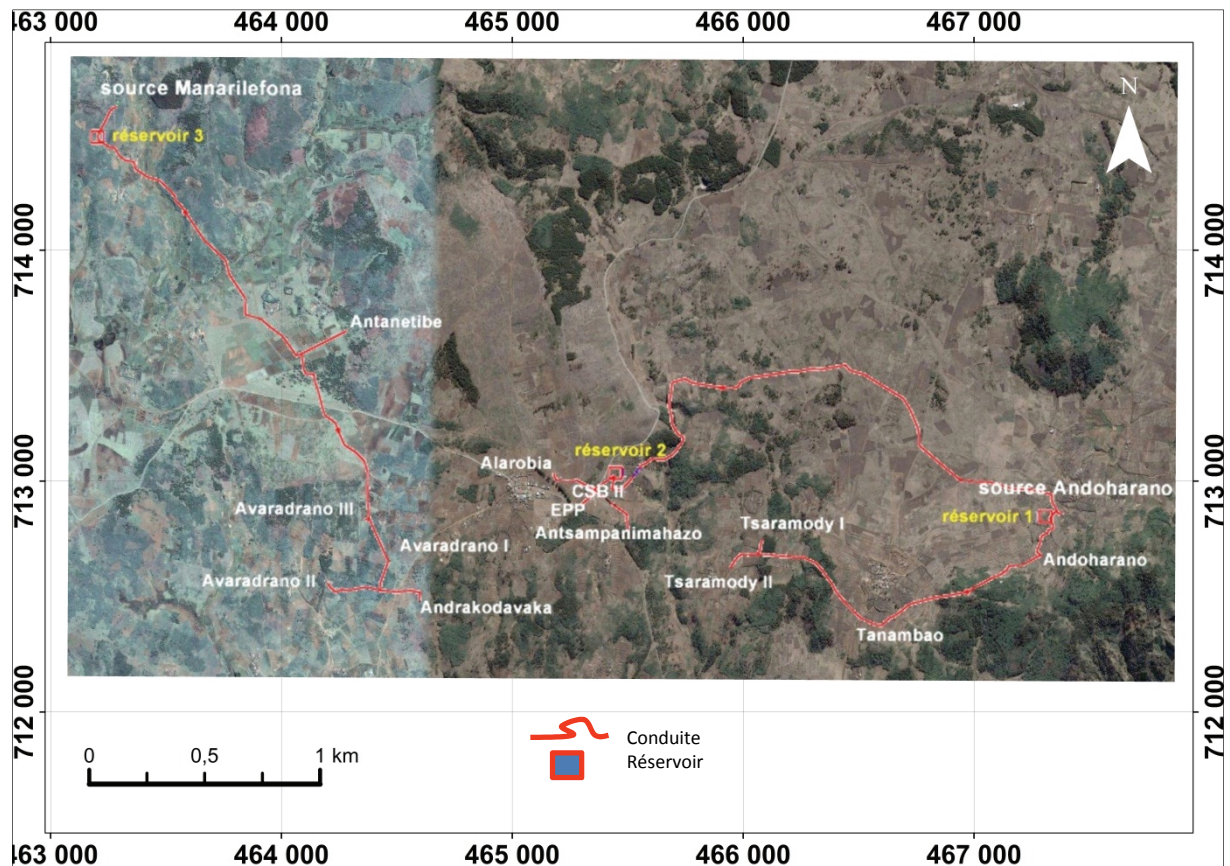 463 000 464 000 465 000 466 000 467 000
source Manarilefona
N
réservoir 3
714 000 714 000
Antanetibe
réservoir 2
Alarobia
713 000 713 000
CSB II
source Andoharano
EPP
Avaradrano III
réservoir 1
Antsampanimahazo
Tsaramody I
Avaradrano I
Andoharano
Avaradrano II
Tsaramody II
Andrakodavaka
Tanambao
712 000 712 000
0 0,5 1 km
Conduite
Réservoir
463 000 464 000 465 000 466 000 467 000